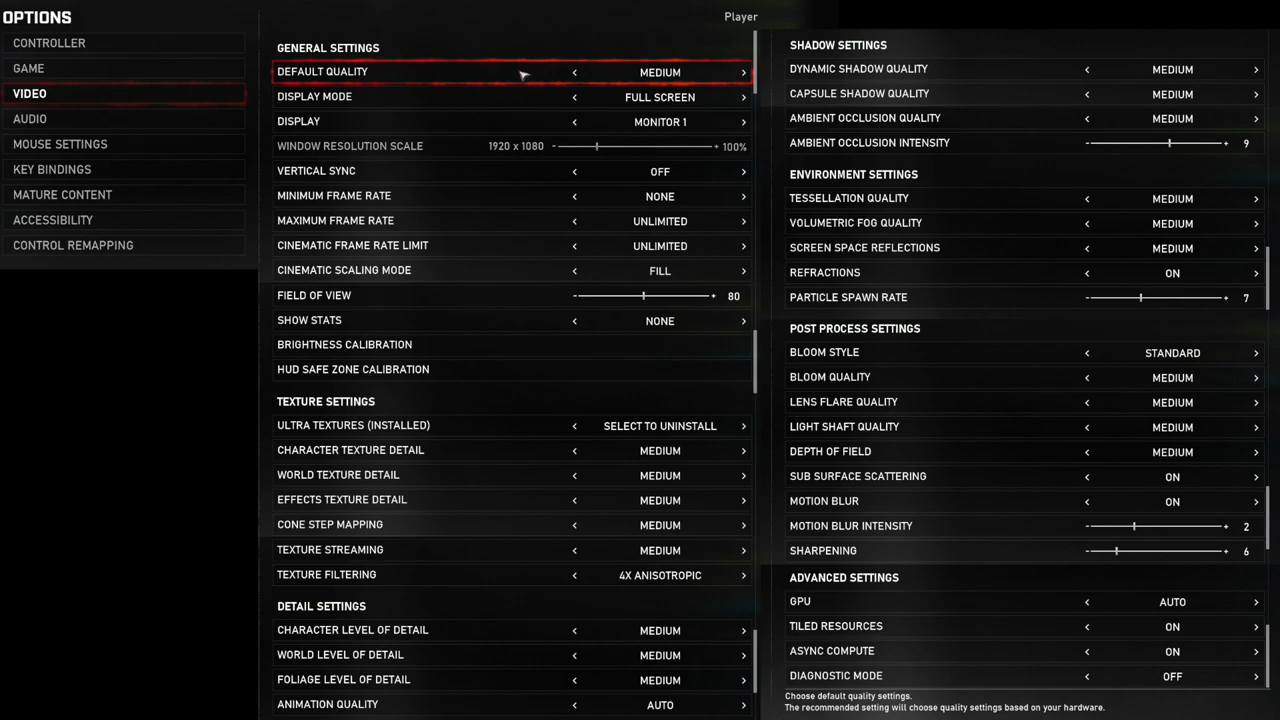 OPTIONS
Player
CONTROLLER
GAME
VIDEO
AUDIO
MOUSE SETTINGS
KEY BINDINGS
MATURE CONTENT
ACCESSIBILITY
CONTROL REMAPPING
GENERAL SETTINGS
DEFAULT QUALITY < MEDIUM >
DISPLAY MODE < FULL SCREEN >
DISPLAY < MONITOR 1 >
WINDOW RESOLUTION SCALE 1920 x 1080 - + 100%
VERTICAL SYNC < OFF >
MINIMUM FRAME RATE < NONE >
MAXIMUM FRAME RATE < UNLIMITED >
CINEMATIC FRAME RATE LIMIT < UNLIMITED >
CINEMATIC SCALING MODE < FILL >
FIELD OF VIEW - + 80
SHOW STATS < NONE >
BRIGHTNESS CALIBRATION
HUD SAFE ZONE CALIBRATION
TEXTURE SETTINGS
ULTRA TEXTURES (INSTALLED) < SELECT TO UNINSTALL >
CHARACTER TEXTURE DETAIL < MEDIUM >
WORLD TEXTURE DETAIL < MEDIUM >
EFFECTS TEXTURE DETAIL < MEDIUM >
CONE STEP MAPPING < MEDIUM >
TEXTURE STREAMING < MEDIUM >
TEXTURE FILTERING < 4X ANISOTROPIC >
DETAIL SETTINGS
CHARACTER LEVEL OF DETAIL < MEDIUM >
WORLD LEVEL OF DETAIL < MEDIUM >
FOLIAGE LEVEL OF DETAIL < MEDIUM >
ANIMATION QUALITY < AUTO >
SHADOW SETTINGS
DYNAMIC SHADOW QUALITY < MEDIUM >
CAPSULE SHADOW QUALITY < MEDIUM >
AMBIENT OCCLUSION QUALITY < MEDIUM >
AMBIENT OCCLUSION INTENSITY - + 9
ENVIRONMENT SETTINGS
TESSELLATION QUALITY < MEDIUM >
VOLUMETRIC FOG QUALITY < MEDIUM >
SCREEN SPACE REFLECTIONS < MEDIUM >
REFRACTIONS < ON >
PARTICLE SPAWN RATE - + 7
POST PROCESS SETTINGS
BLOOM STYLE < STANDARD >
BLOOM QUALITY < MEDIUM >
LENS FLARE QUALITY < MEDIUM >
LIGHT SHAFT QUALITY < MEDIUM >
DEPTH OF FIELD < MEDIUM >
SUB SURFACE SCATTERING < ON >
MOTION BLUR < ON >
MOTION BLUR INTENSITY - + 2
SHARPENING - + 6
ADVANCED SETTINGS
GPU < AUTO >
TILED RESOURCES < ON >
ASYNC COMPUTE < ON >
DIAGNOSTIC MODE < OFF >
Choose default quality settings.
The recommended setting will choose quality settings based on your hardware.